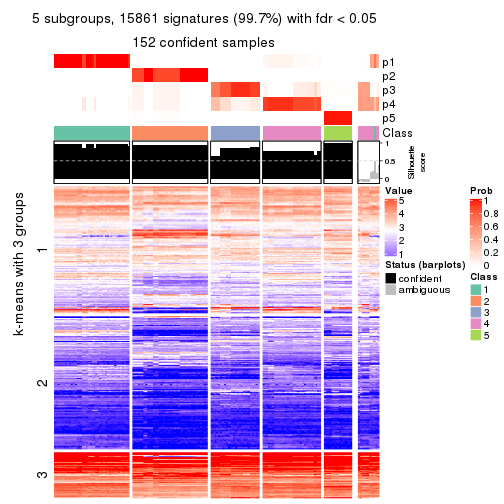 5 subgroups, 15861 signatures (99.7%) with fdr < 0.05
152 confident samples
p1
p2
p3
p4
p5
Class
1
0.5
0
Silhouette
score
k-means with 3 groups
1
2
3
Value
5
4
3
2
1
Status (barplots)
confident
ambiguous
Prob
1
0.8
0.6
0.4
0.2
0
Class
1
2
3
4
5